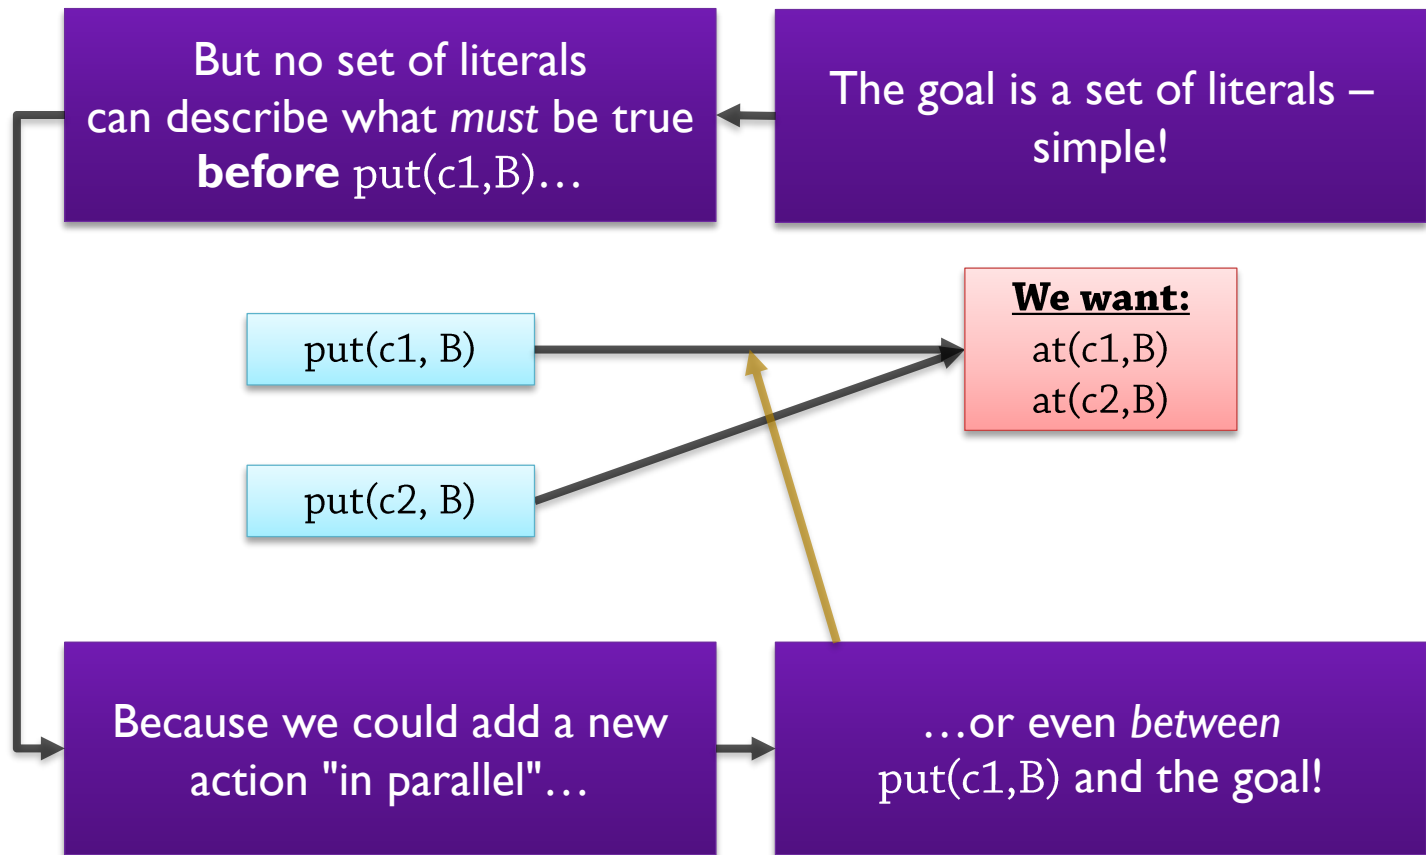 But no set of literals
can describe what must be true
before put(c1,B)…
The goal is a set of literals –
simple!
We want:
at(c1,B)
at(c2,B)
put(c1, B)
put(c2, B)
Because we could add a new
action "in parallel"…
…or even between
put(c1,B) and the goal!